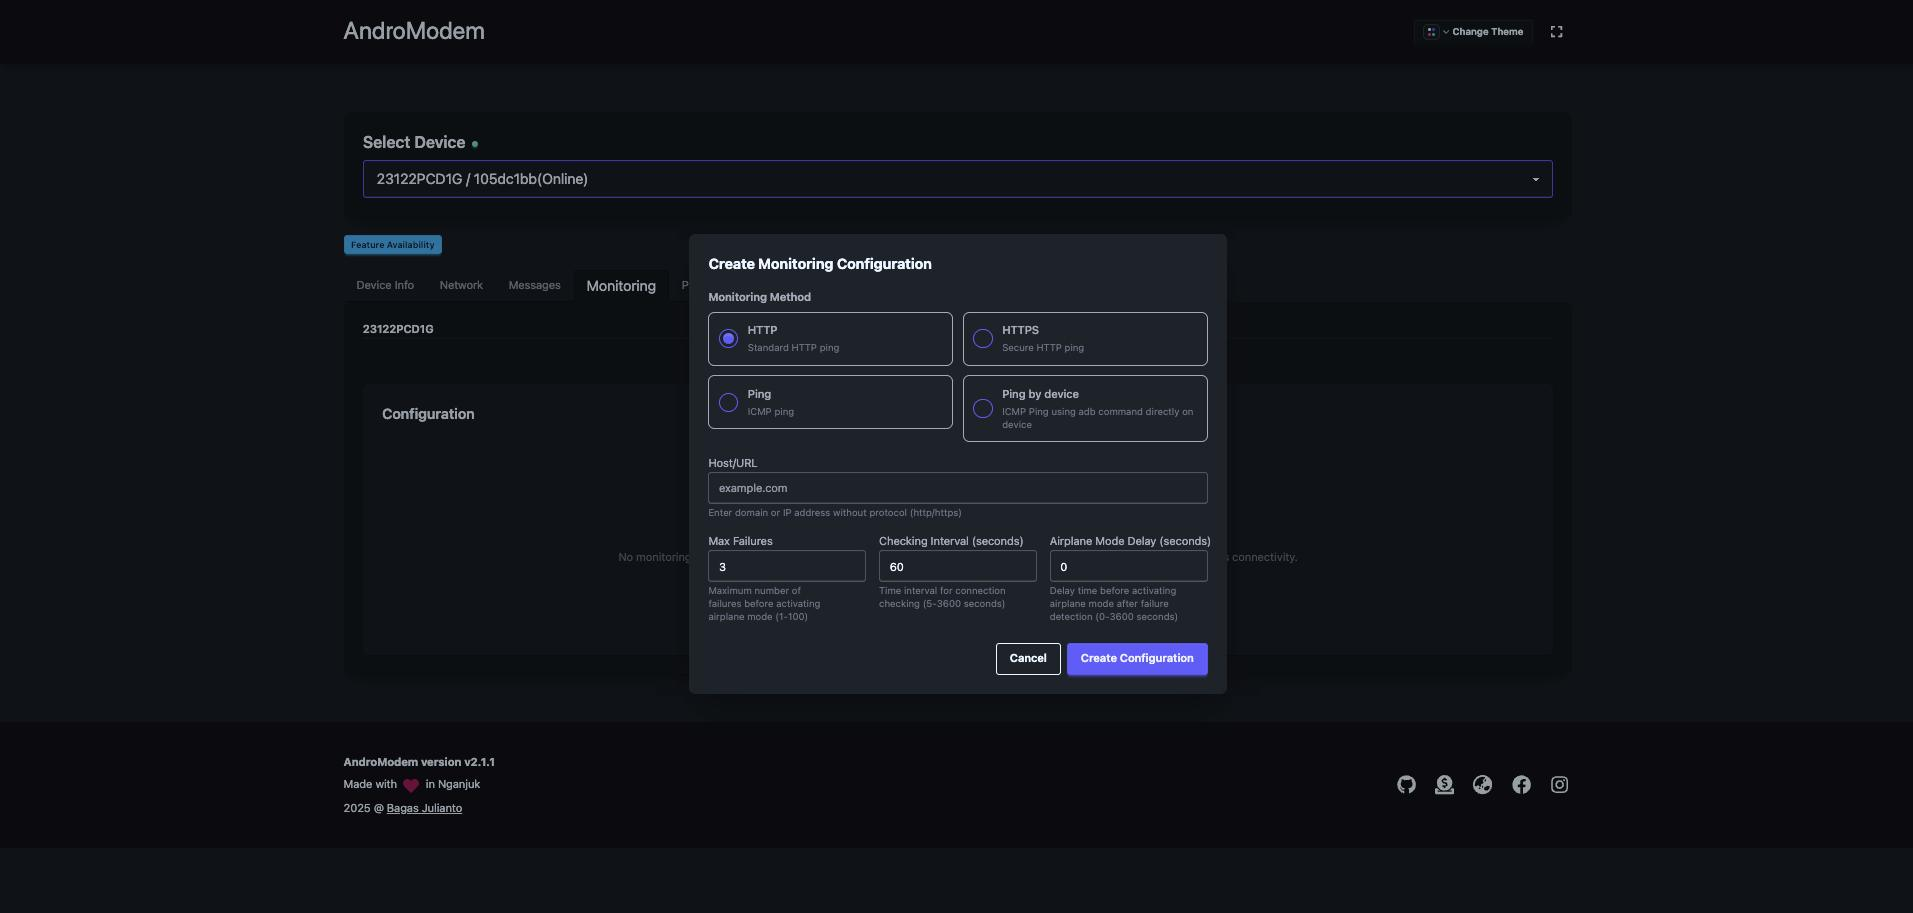 AndroModem
Change Theme
Select Device
23122PCD1G / 105dc1bb(Online)
Feature Availability
Device Info
Network
Messages
Monitoring
P
23122PCD1G
Configuration
No monitoring
s connectivity.
Create Monitoring Configuration
Monitoring Method
HTTP
Standard HTTP ping
HTTPS
Secure HTTP ping
Ping
ICMP ping
Ping by device
ICMP Ping using adb command directly on
device
Host/URL
example.com
Enter domain or IP address without protocol (http/https)
Max Failures
3
Maximum number of
failures before activating
airplane mode (1-100)
Checking Interval (seconds)
60
Time interval for connection
checking (5-3600 seconds)
Airplane Mode Delay (seconds)
0
Delay time before activating
airplane mode after failure
detection (0-3600 seconds)
Cancel
Create Configuration
AndroModem version v2.1.1
Made with ❤ in Nganjuk
2025 @ Bagas Julianto